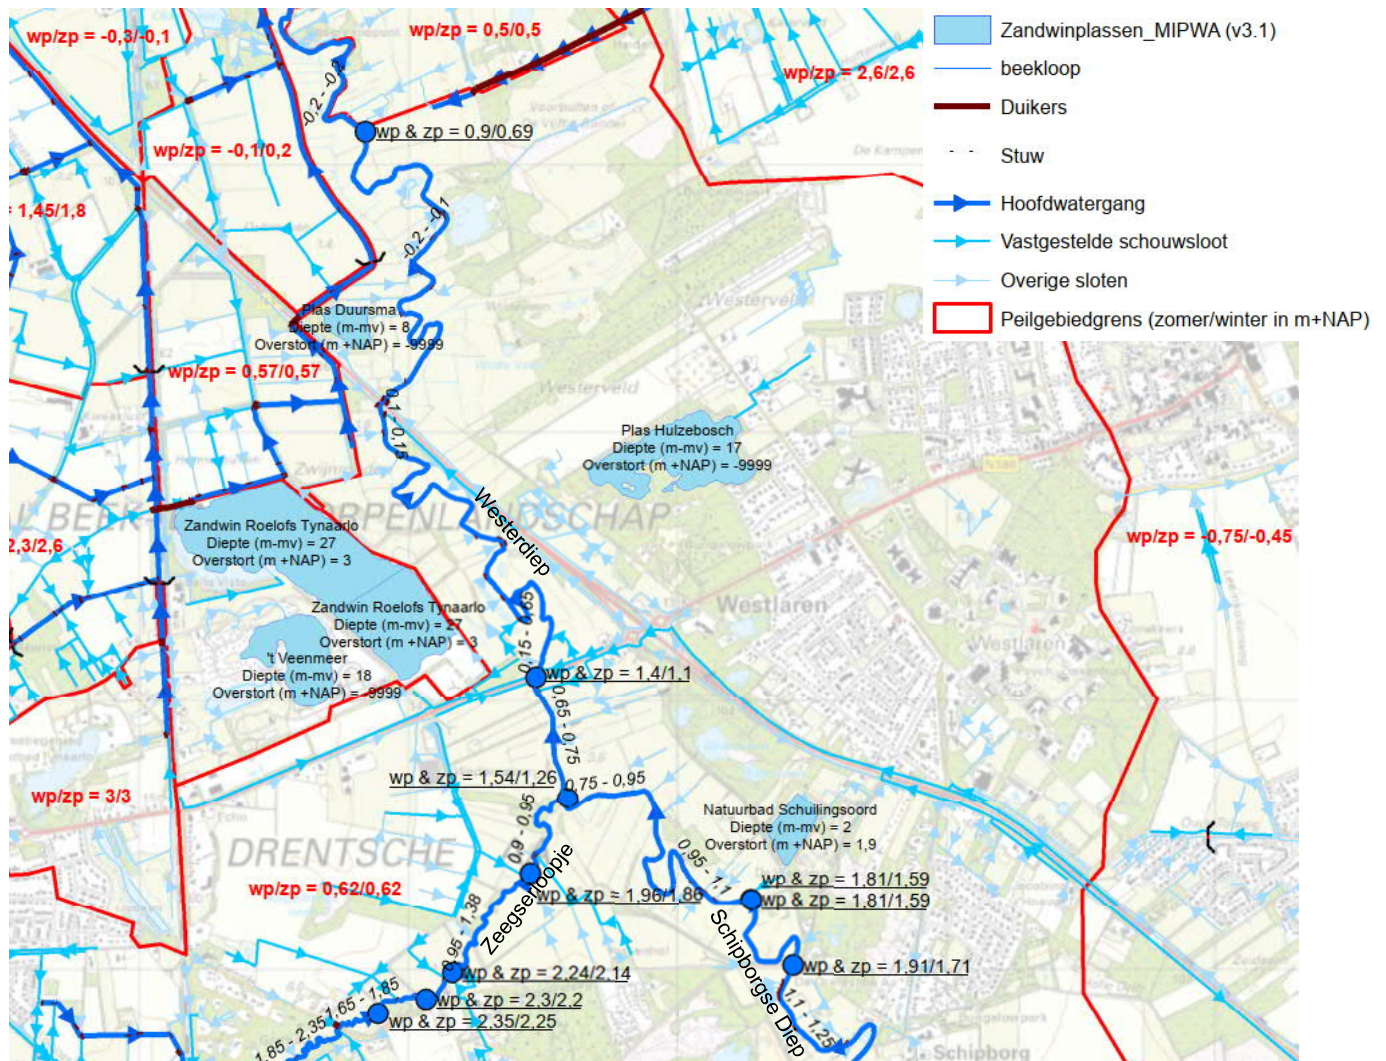 wp/zp = -0,3/-0,1
wp/zp = 0,5/0,5
wp/zp = 2,6/2,6
Zandwinplassen_MIPWA (v3.1)
beekloop
Duikers
Stuw
Hoofdwatergang
Vastgestelde schouwsloot
Overige sloten
Peilgebiedgrens (zomer/winter in m+NAP)
-0,2 - -0,2
wp & zp = 0,9/0,69
wp/zp = -0,1/0,2
= 1,45/1,8
-0,2 - -0,1
Westerveld
Plas Duursma
Diepte (m-mv) = 8
Overstort (m +NAP) = -9999
wp/zp = 0,57/0,57
Westerveld
0,1 - 0,15
Plas Hulzebosch
Diepte (m-mv) = 17
Overstort (m +NAP) = -9999
N386
Westerdiep
Zandwin Roelofs Tynaarlo
Diepte (m-mv) = 27
Overstort (m +NAP) = 3
2,3/2,6
wp/zp = -0,75/-0,45
Zandwin Roelofs Tynaarlo
Diepte (m-mv) = 27
Overstort (m +NAP) = 3
't Veenmeer
Diepte (m-mv) = 18
Overstort (m +NAP) = -9999
Westlaren
Westlaren
0,15 - 0,65
wp & zp = 1,4/1,1
0,65 - 0,75
wp & zp = 1,54/1,26
0,75 - 0,95
wp/zp = 3/3
Natuurbad Schuilingsoord
Diepte (m-mv) = 2
Overstort (m +NAP) = 1,9
DRENTSCHE
0,9 - 0,95
0,95 - 1,1
wp/zp = 0,62/0,62
wp & zp = 1,96/1,86
wp & zp = 1,81/1,59
wp & zp = 1,81/1,59
Zeegserloopje
Schipborgse Diep
0,95 - 1,38
wp & zp = 2,24/2,14
wp & zp = 1,91/1,71
wp & zp = 2,3/2,2
wp & zp = 2,35/2,25
1,65 - 1,85
1,85 - 2,35
1,1 - 1,25
Schipborg